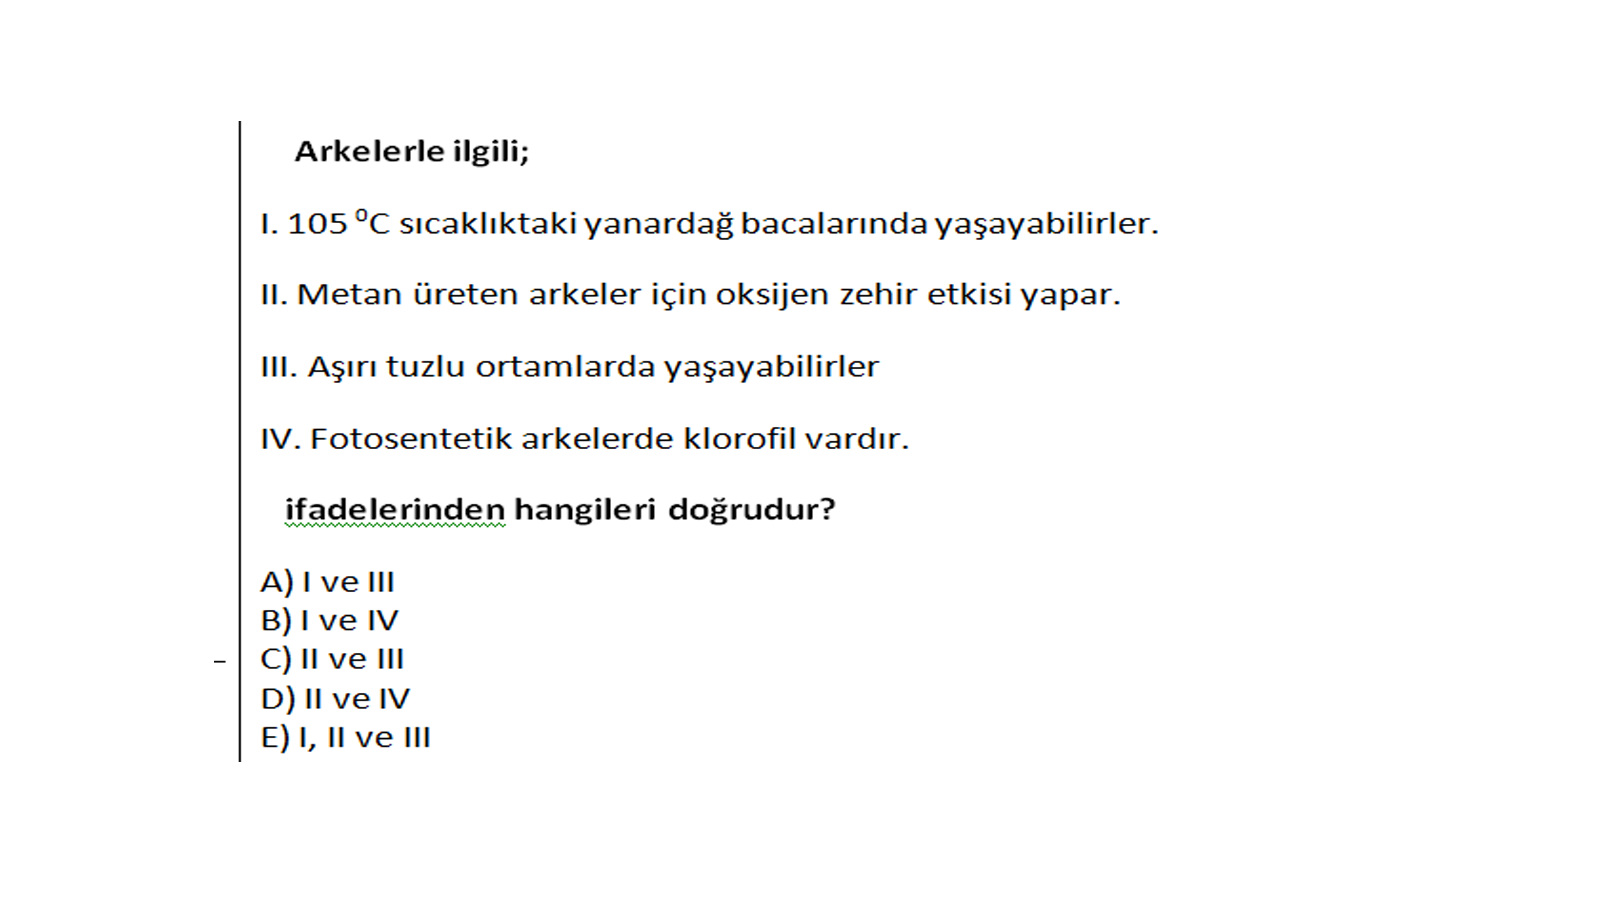 Arkelerle ilgili;
I. 105 ⁰C sıcaklıktaki yanardağ bacalarında yaşayabilirler.
II. Metan üreten arkeler için oksijen zehir etkisi yapar.
III. Aşırı tuzlu ortamlarda yaşayabilirler
IV. Fotosentetik arkelerde klorofil vardır.
ifadelerinden hangileri doğrudur?
A) I ve III
B) I ve IV
C) II ve III
D) II ve IV
E) I, II ve III